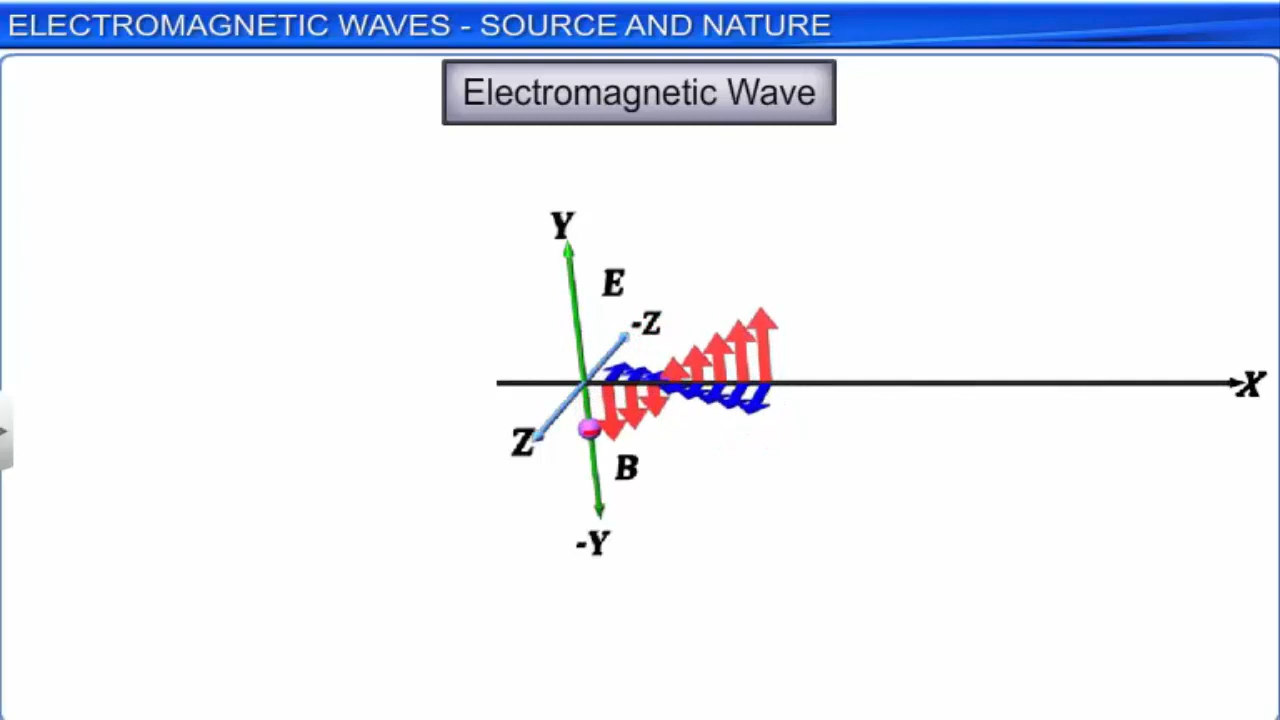 ELECTROMAGNETIC WAVES - SOURCE AND NATURE
Electromagnetic Wave
Y
E
-Z
X
Z
B
-Y